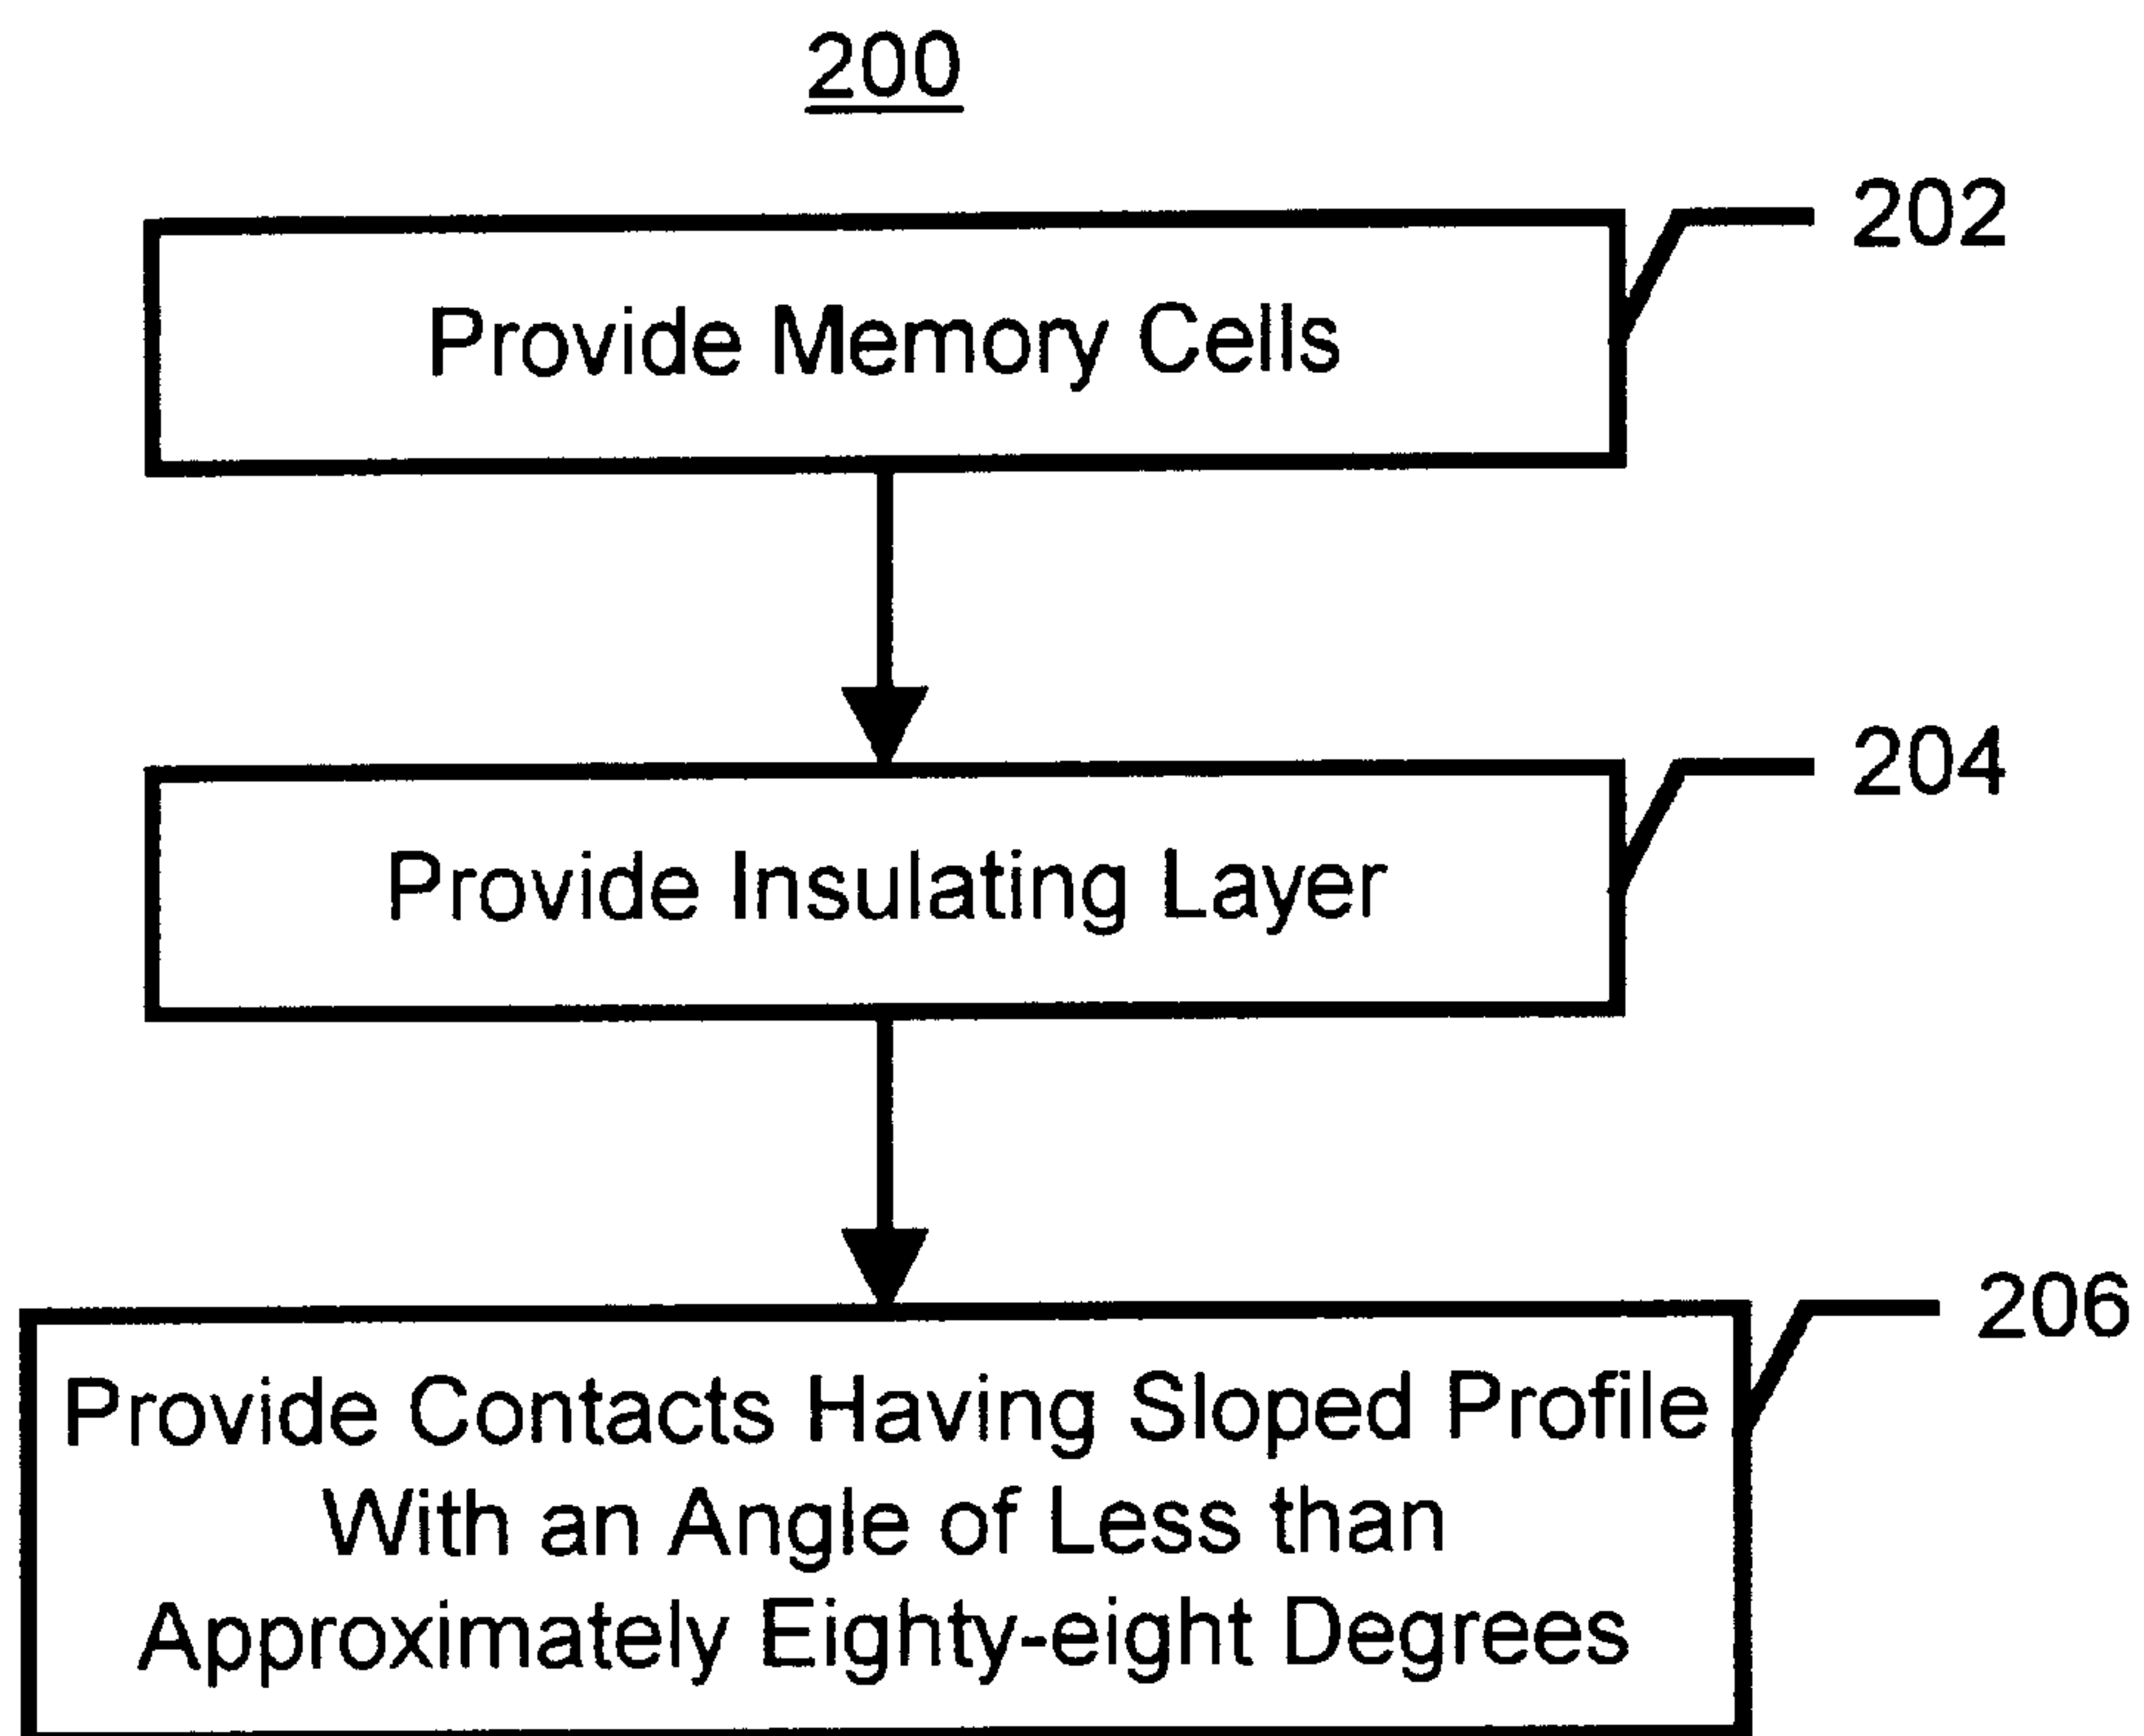 200
202
Provide Memory Cells
204
Provide Insulating Layer
206
Provide Contacts Having Sloped Profile
With an Angle of Less than
Approximately Eighty-eight Degrees